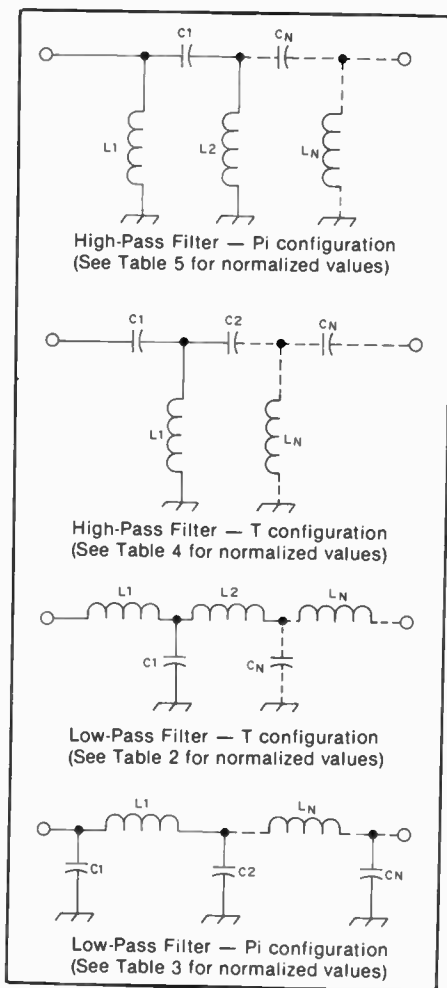 C1 CN
L1 L2 LN
High-Pass Filter — Pi configuration
(See Table 5 for normalized values)
C1 C2 CN
L1 LN
High-Pass Filter — T configuration
(See Table 4 for normalized values)
L1 L2 LN
C1 CN
Low-Pass Filter — T configuration
(See Table 2 for normalized values)
L1 LN
C1 C2 CN
Low-Pass Filter — Pi configuration
(See Table 3 for normalized values)